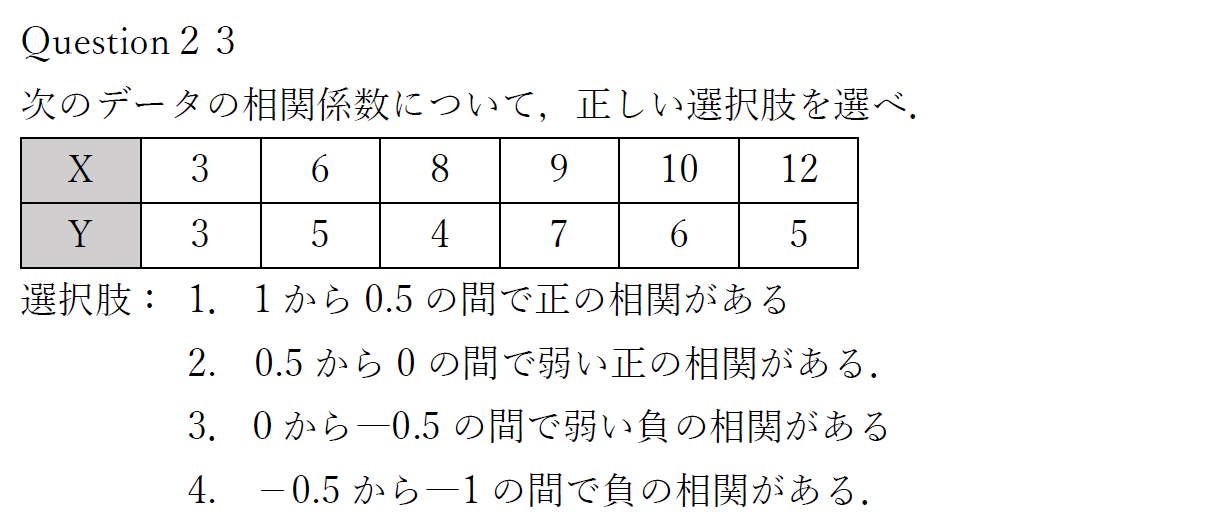 Question２３
次のデータの相関係数について，正しい選択肢を選べ．
X 3 6 8 9 10 12
Y 3 5 4 7 6 5
選択肢： 1. 1から0.5の間で正の相関がある
2. 0.5から0の間で弱い正の相関がある．
3. 0から―0.5の間で弱い負の相関がある
4. －0.5から―1の間で負の相関がある．